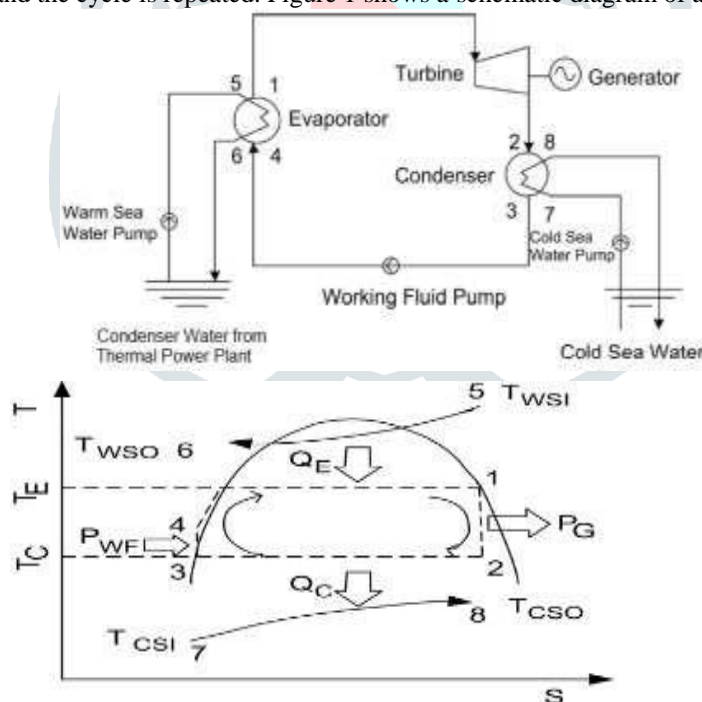 and the cycle is repeated. Figure 1 shows a schematic diagram of a
Turbine
Generator
5 1
Evaporator
6 4
2 8
Condenser
3 7
Warm Sea
Water Pump
Cold Sea
Water Pump
Working Fluid Pump
Condenser Water from
Thermal Power Plant
Cold Sea Water
T
5 TWSI
TWSO 6
QE
TE
1
4
PWF
PG
TC
3
2
QC
8
TCSO
TCSI
7
S